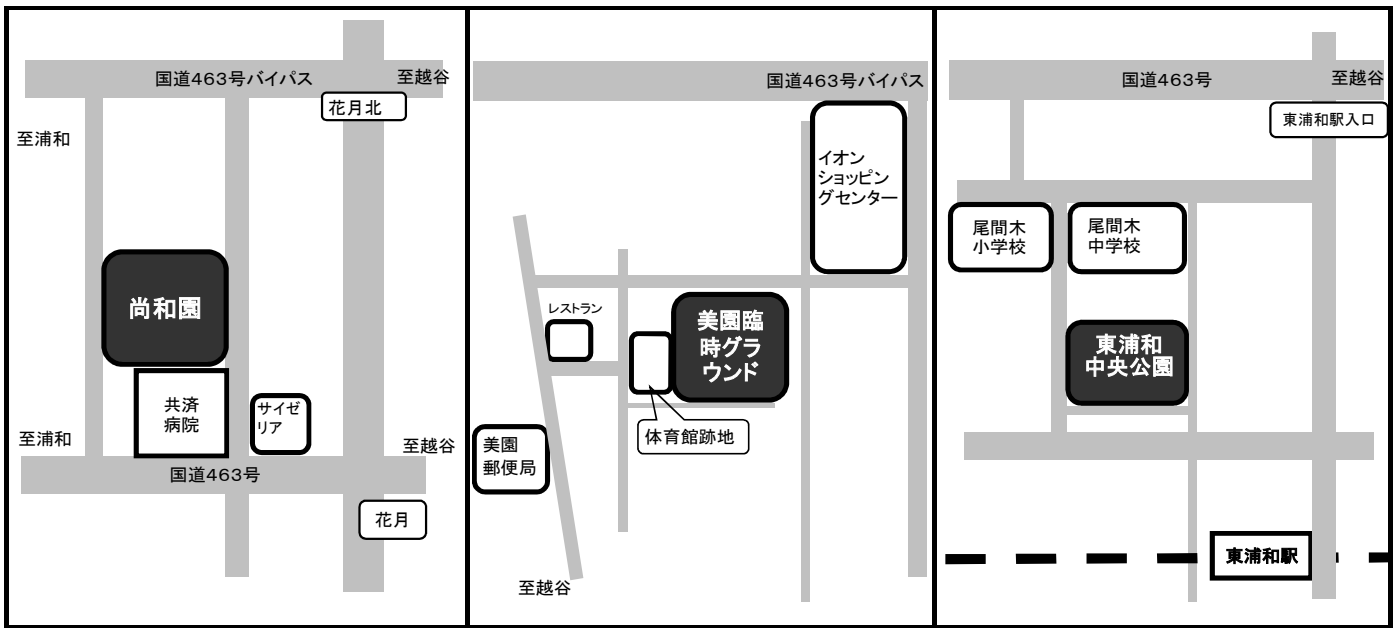 国道463号バイパス
至越谷
花月北
至浦和
尚和園
共済
病院
サイゼ
リア
至浦和
至越谷
国道463号
花月
国道463号バイパス
イオン
ショッピン
グセンター
レストラン
美園臨
時グラ
ウンド
体育館跡地
美園
郵便局
至越谷
国道463号
至越谷
東浦和駅入口
尾間木
小学校
尾間木
中学校
東浦和
中央公園
東浦和駅